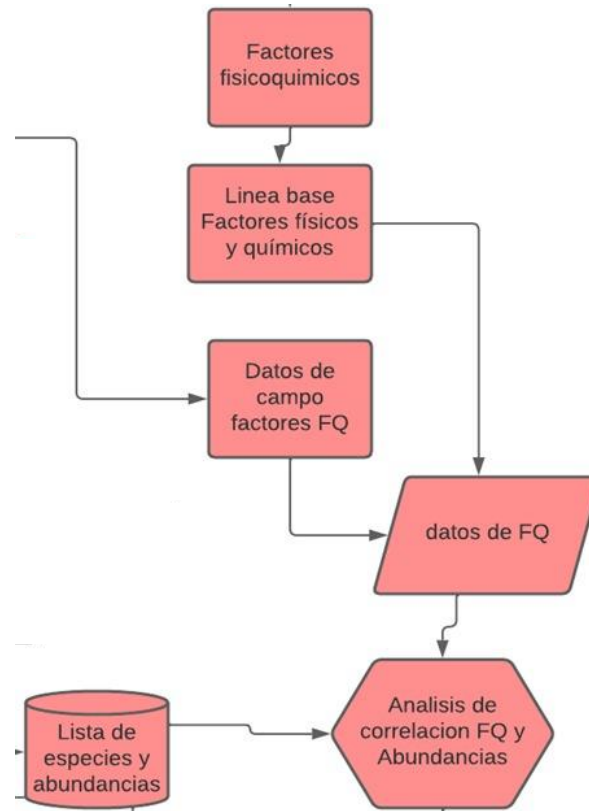 Factores
fisicoquimicos
Linea base
Factores físicos
y químicos
Datos de
campo
factores FQ
datos de FQ
Analisis de
correlacion FQ y
Abundancias
Lista de
especies y
abundancias